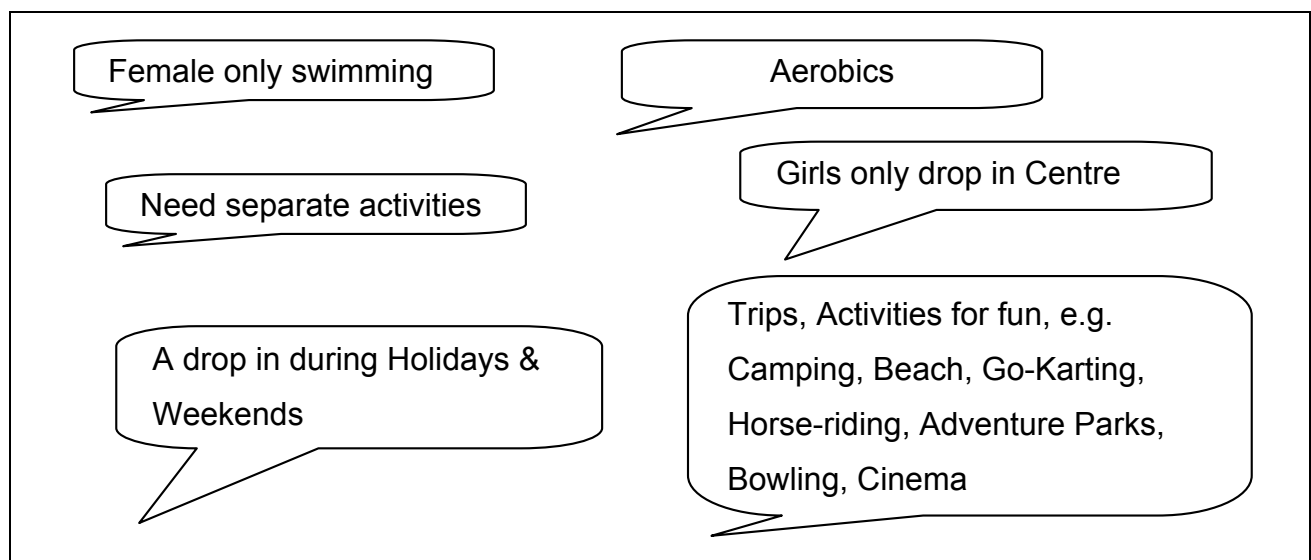 Female only swimming
Aerobics
Need separate activities
Girls only drop in Centre
A drop in during Holidays &
Weekends
Trips, Activities for fun, e.g.
Camping, Beach, Go-Karting,
Horse-riding, Adventure Parks,
Bowling, Cinema